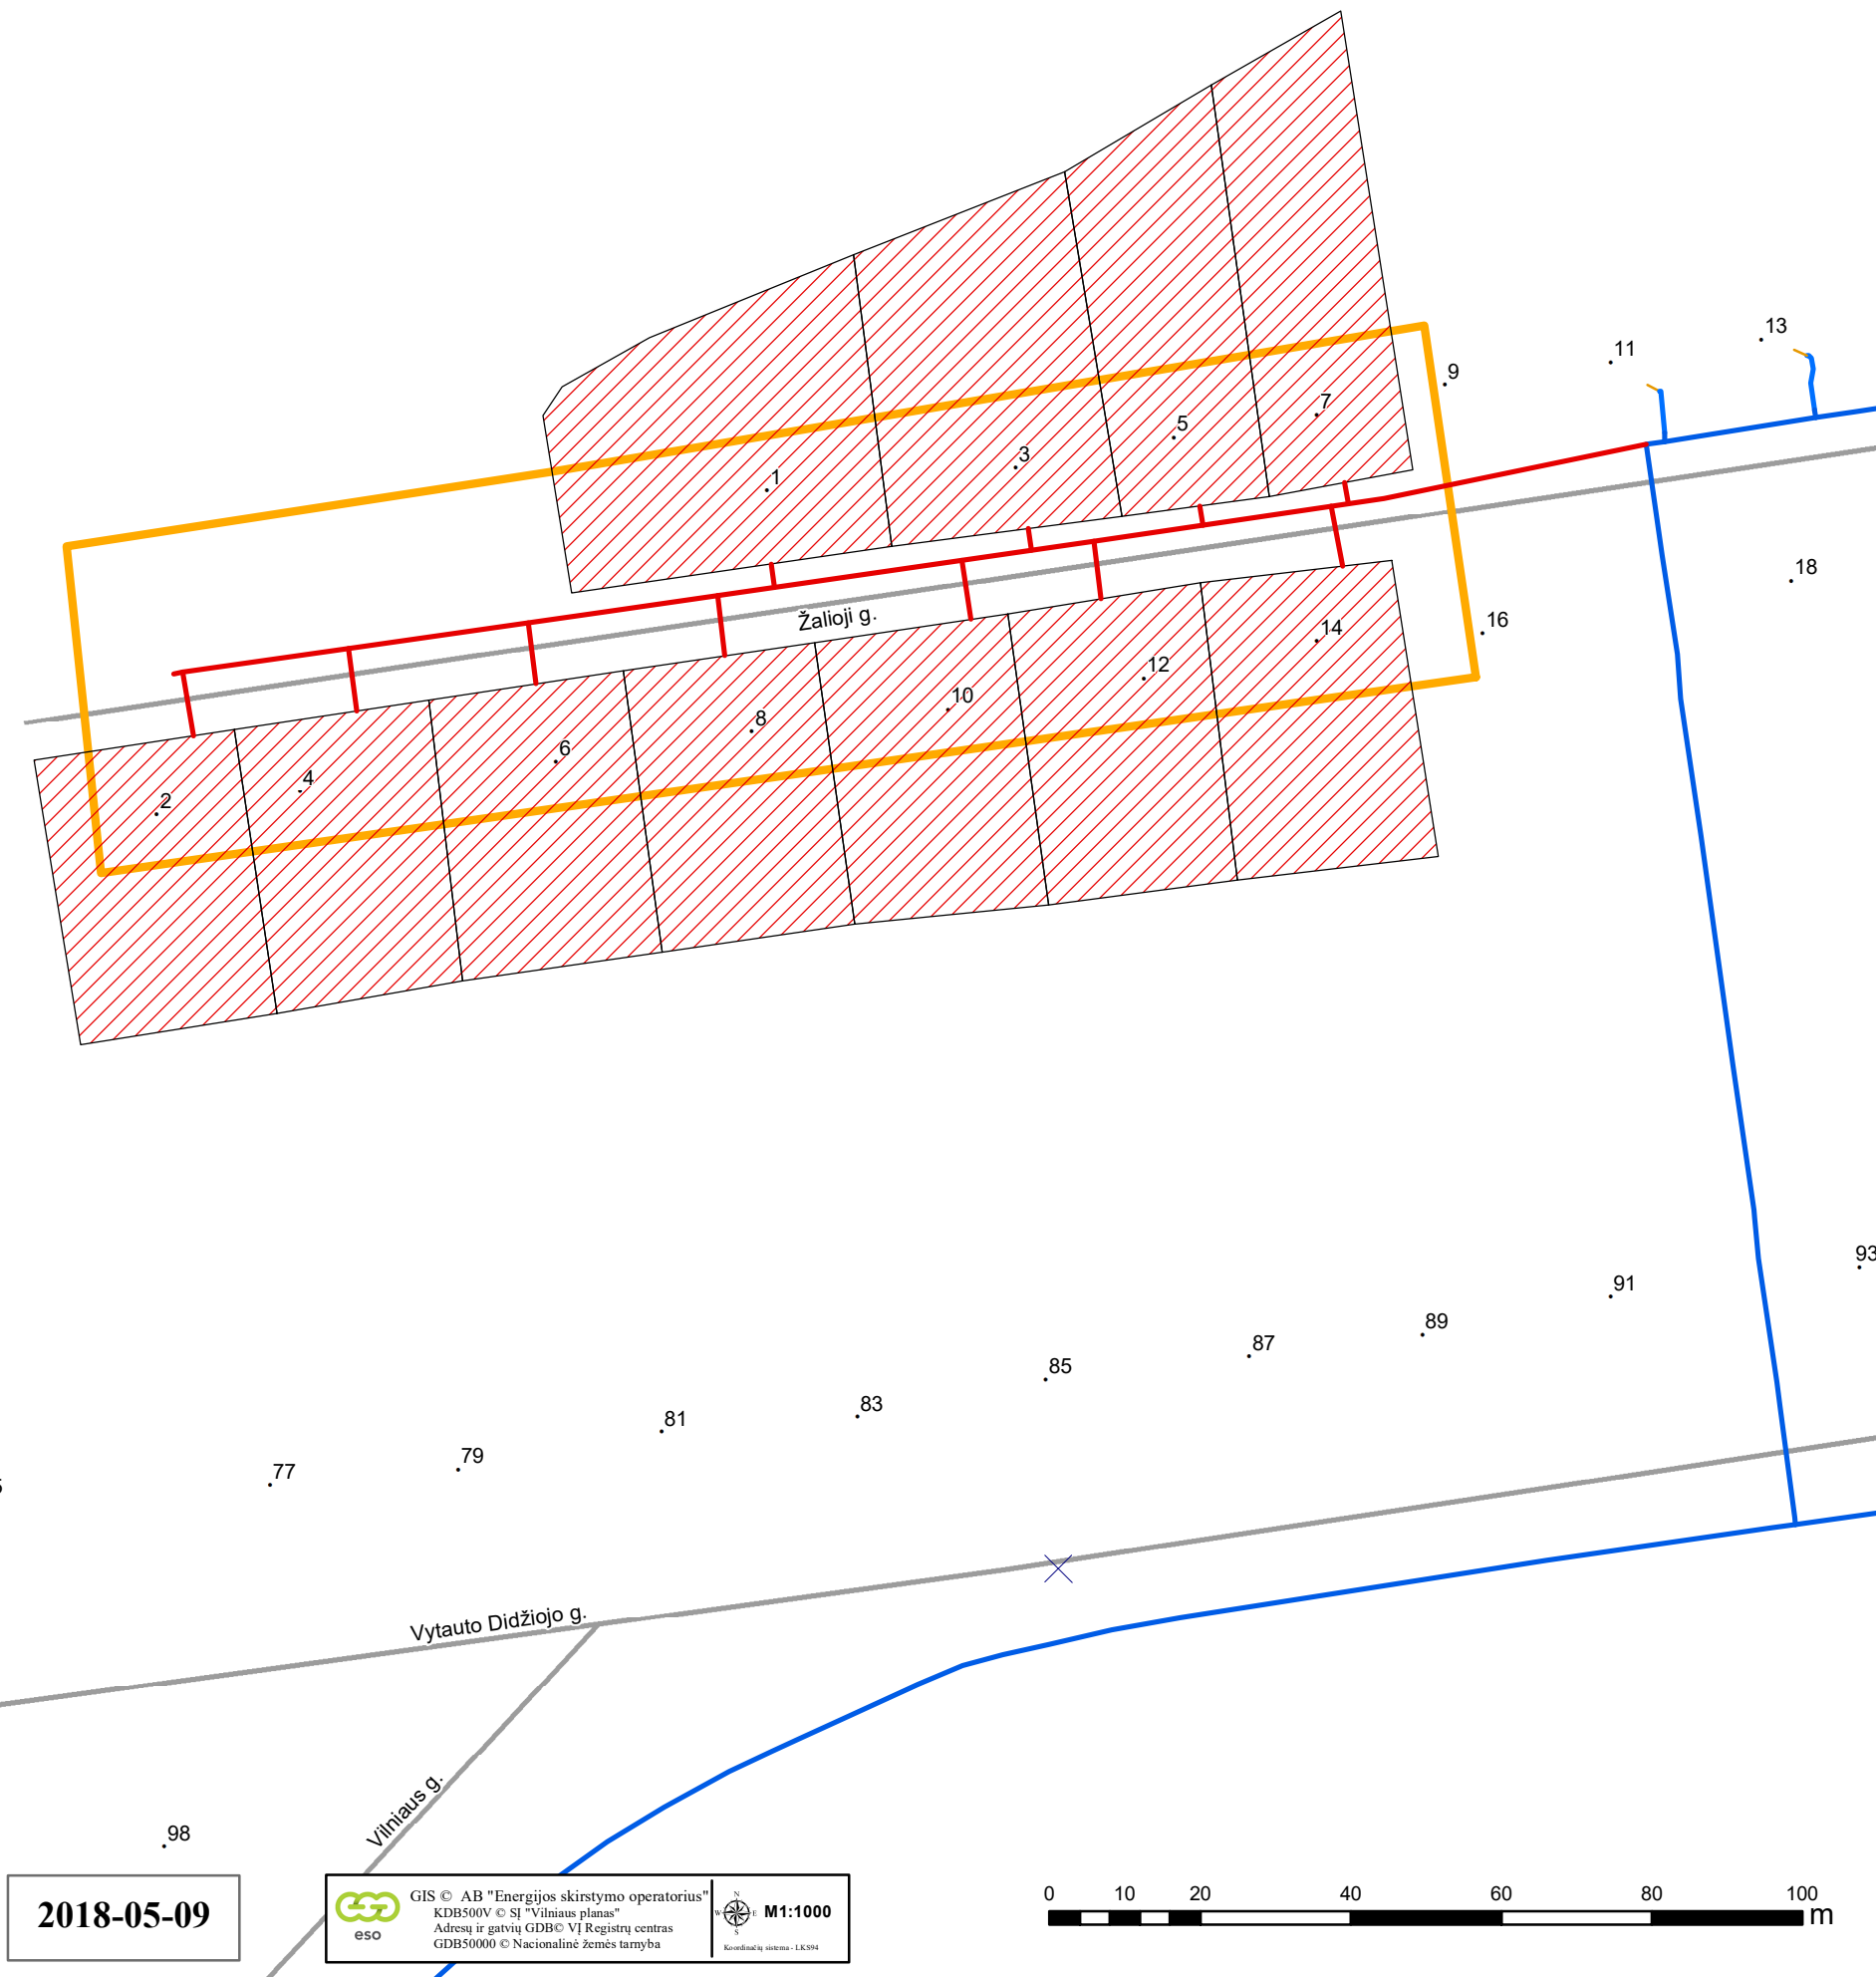 13
11
9
7
5
3
1
18
16
14
12
10
8
6
4
2
Žalioji g.
93
91
89
87
85
83
81
79
77
Vytauto Didžiojo g.
Vilniaus g.
98
2018-05-09
eso
GIS © AB "Energijos skirstymo operatorius"
KDB500V © SĮ "Vilniaus planas"
Adresų ir gatvių GDB© VĮ Registrų centras
GDB50000 © Nacionalinė žemės tarnyba
N
W E
S
M1:1000
Koordinačių sistema - LKS94
0 10 20 40 60 80 100
m